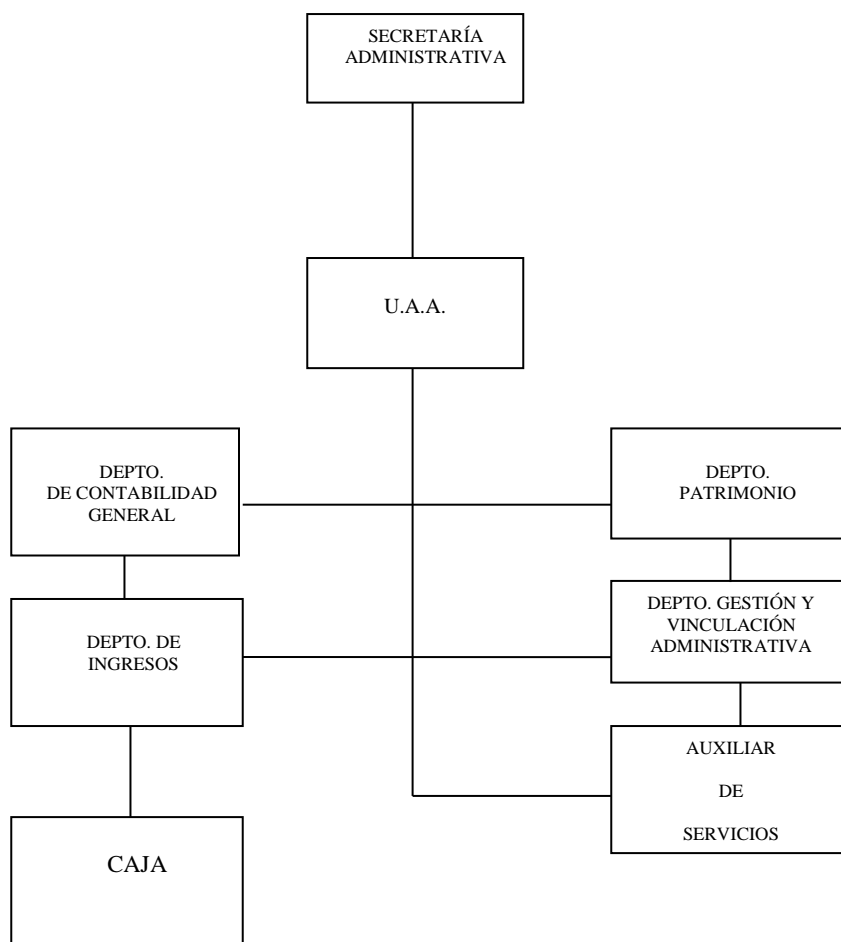 SECRETARÍA
ADMINISTRATIVA
U.A.A.
DEPTO.
DE CONTABILIDAD
GENERAL
DEPTO.
PATRIMONIO
DEPTO. DE
INGRESOS
DEPTO. GESTIÓN Y
VINCULACIÓN
ADMINISTRATIVA
AUXILIAR
DE
SERVICIOS
CAJA